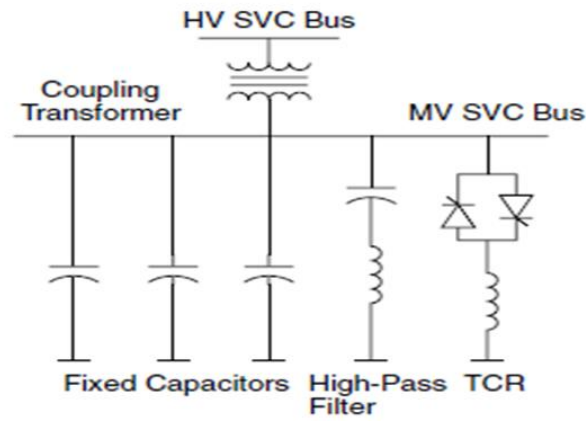 HV SVC Bus
Coupling
Transformer
MV SVC Bus
Fixed Capacitors
High-Pass
Filter
TCR